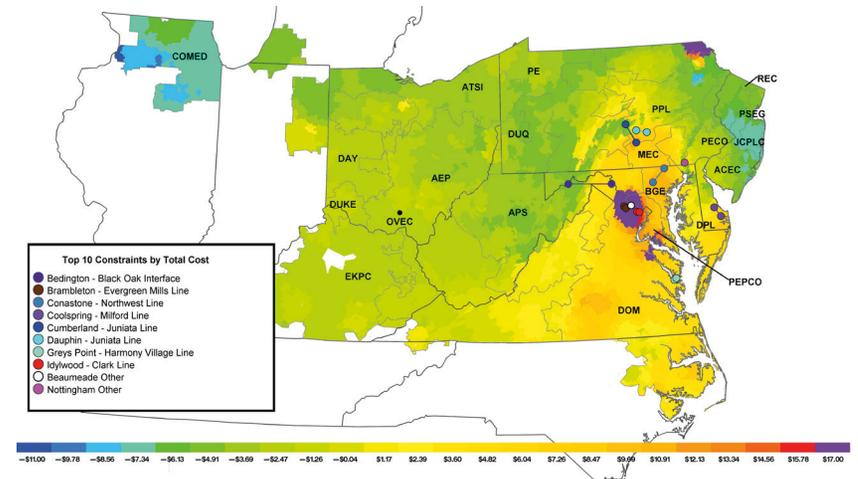 COMED
ATSI
PE
REC
PPL
PSEG
DUQ
PECO
JCPLC
MEC
DAY
AEP
ACEC
BGE
DUKE
OVEC
APS
DPL
EKPC
PEPCO
DOM
Top 10 Constraints by Total Cost
Bedington - Black Oak Interface
Brambleton - Evergreen Mills Line
Conastone - Northwest Line
Coolspring - Milford Line
Cumberland - Juniata Line
Dauphin - Juniata Line
Greys Point - Harmony Village Line
Idylwood - Clark Line
Beaumeade Other
Nottingham Other
—$11.00 —$9.78 —$8.56 —$7.34 —$6.13 —$4.91 —$3.69 —$2.47 —$1.26 —$0.04 $1.17 $2.39 $3.60 $4.82 $6.04 $7.26 $8.47 $9.69 $10.91 $12.13 $13.34 $14.56 $15.78 $17.00